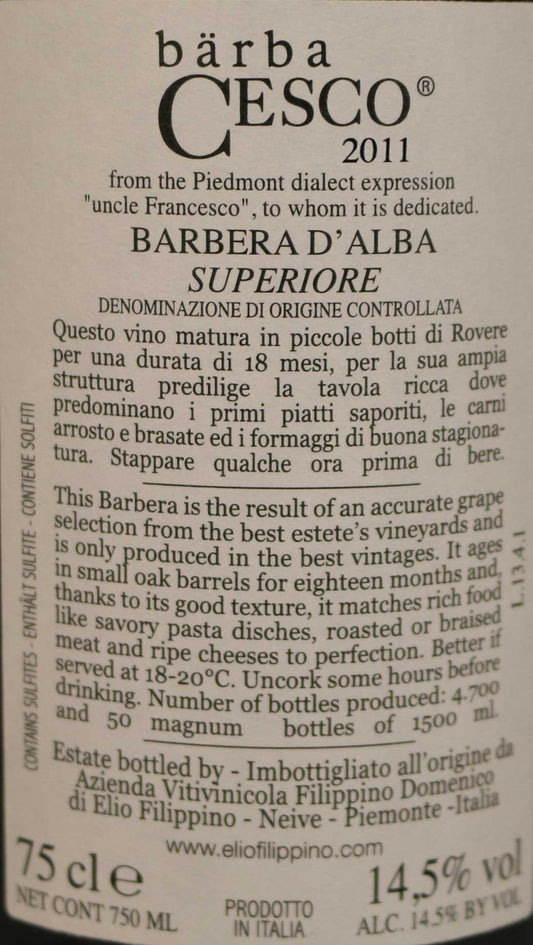 bärba
CESCO®
2011
from the Piedmont dialect expression
"uncle Francesco", to whom it is dedicated.
BARBERA D'ALBA
SUPERIORE
DENOMINAZIONE DI ORIGINE CONTROLLATA
Questo vino matura in piccole botti di Rovere
per una durata di 18 mesi, per la sua ampia
struttura predilige la tavola ricca dove
predominano i primi piatti saporiti, le carni
arrosto e brasate ed i formaggi di buona stagiona-
tura. Stappare qualche ora prima di bere.
This Barbera is the result of an accurate grape
selection from the best estete's vineyards and
is only produced in the best vintages. It ages
in small oak barrels for eighteen months and,
thanks to its good texture, it matches rich food
like savory pasta disches, roasted or braised
meat and ripe cheeses to perfection. Better if
served at 18-20°C. Uncork some hours before
drinking. Number of bottles produced: 4.700
and 50 magnum bottles of 1500 ml.
Estate bottled by - Imbottigliato all'origine da
Azienda Vitivinicola Filippino Domenico
di Elio Filippino - Neive - Piemonte -Italia
www.eliofilippino.com
75 cl e
NET CONT 750 ML
PRODOTTO
IN ITALIA
14,5% vol
ALC. 14.5% BY VOL
CONTAINS SULFITES - ENTHÄLT SULFITE - CONTIENE SOLFITI
L.13.4.1